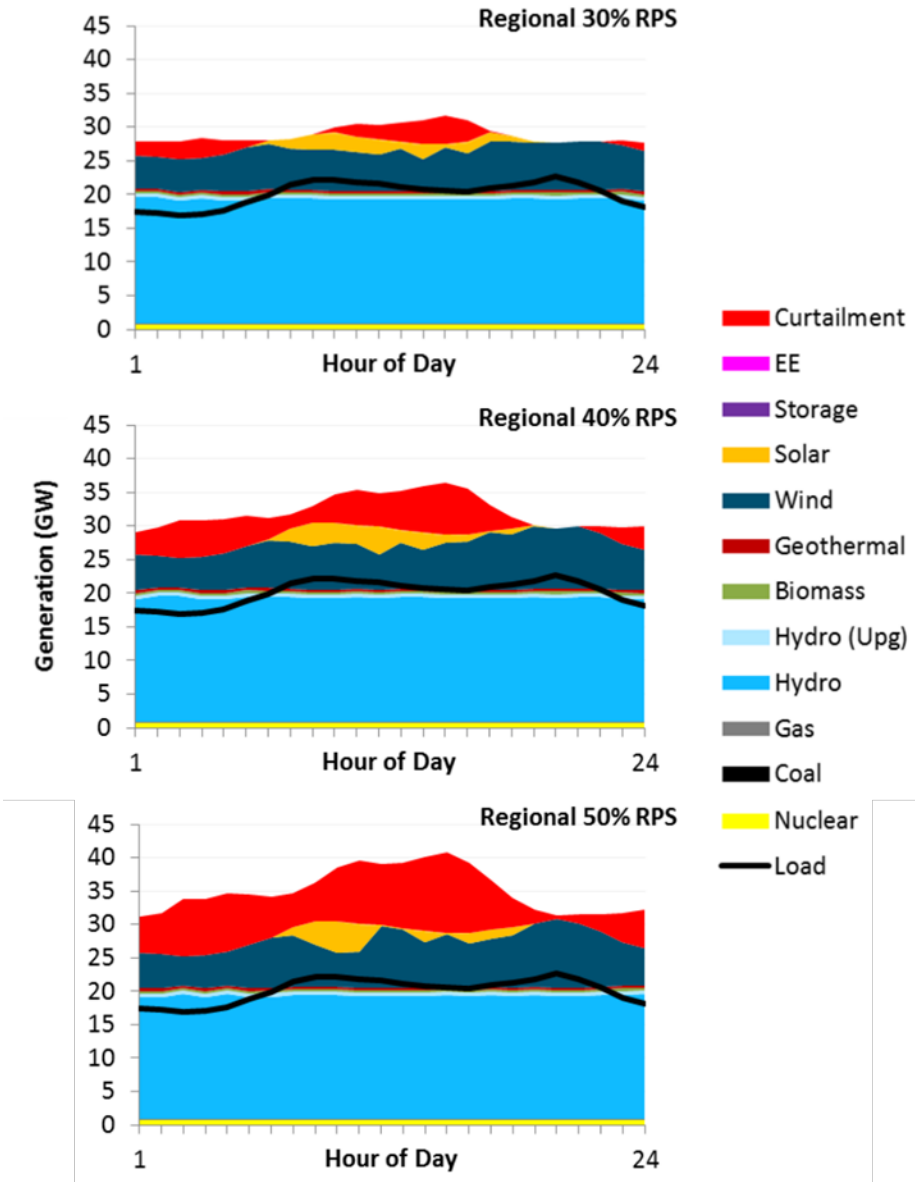 Regional 30% RPS
45
40
35
30
25
20
15
10
5
0
1
Hour of Day
24
Regional 40% RPS
45
40
35
30
25
20
15
10
5
0
1
Hour of Day
24
Regional 50% RPS
45
40
35
30
25
20
15
10
5
0
1
Hour of Day
24
Generation (GW)
Curtailment
EE
Storage
Solar
Wind
Geothermal
Biomass
Hydro (Upg)
Hydro
Gas
Coal
Nuclear
Load